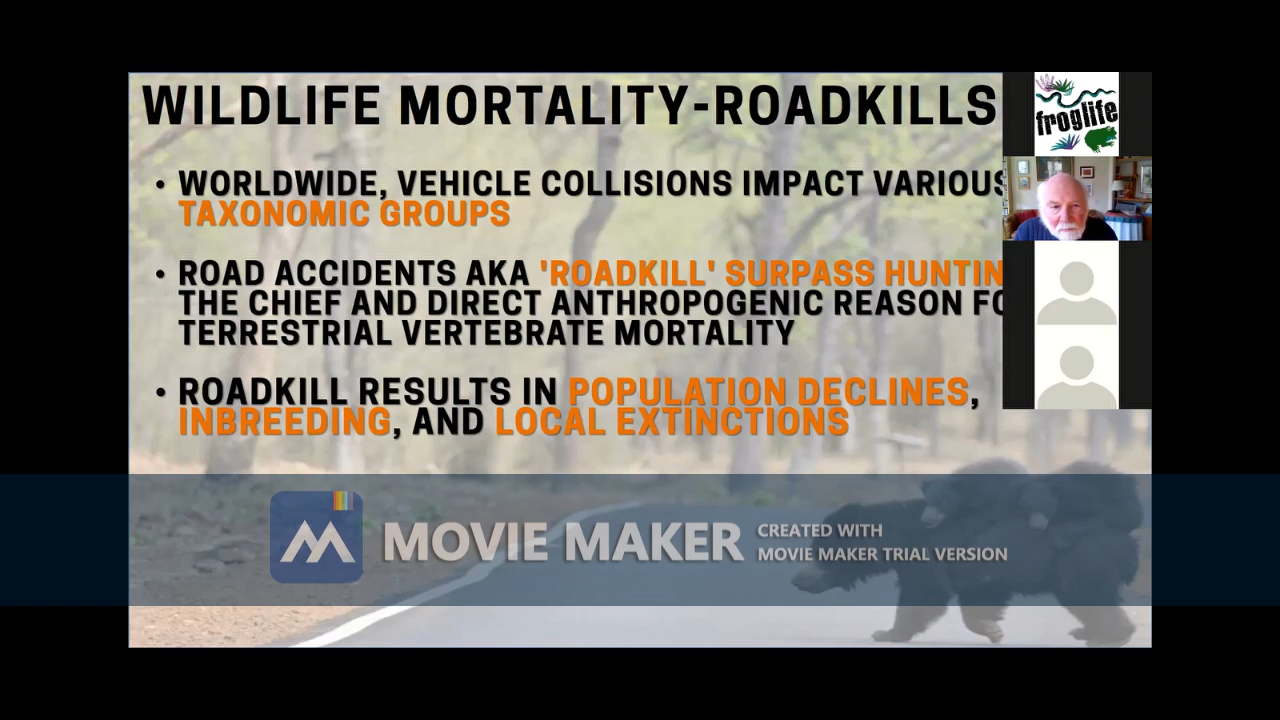 WILDLIFE MORTALITY-ROADKILLS
• WORLDWIDE, VEHICLE COLLISIONS IMPACT VARIOUS
TAXONOMIC GROUPS
• ROAD ACCIDENTS AKA 'ROADKILL' SURPASS
THE CHIEF AND DIRECT ANTHROPOGENIC REASON
TERRESTRIAL VERTEBRATE MORTALITY
• ROADKILL RESULTS IN POPULATION DECLINES,
INBREEDING, AND LOCAL EXTINCTIONS
froglife
MOVIE MAKER
CREATED WITH
MOVIE MAKER TRIAL VERSION